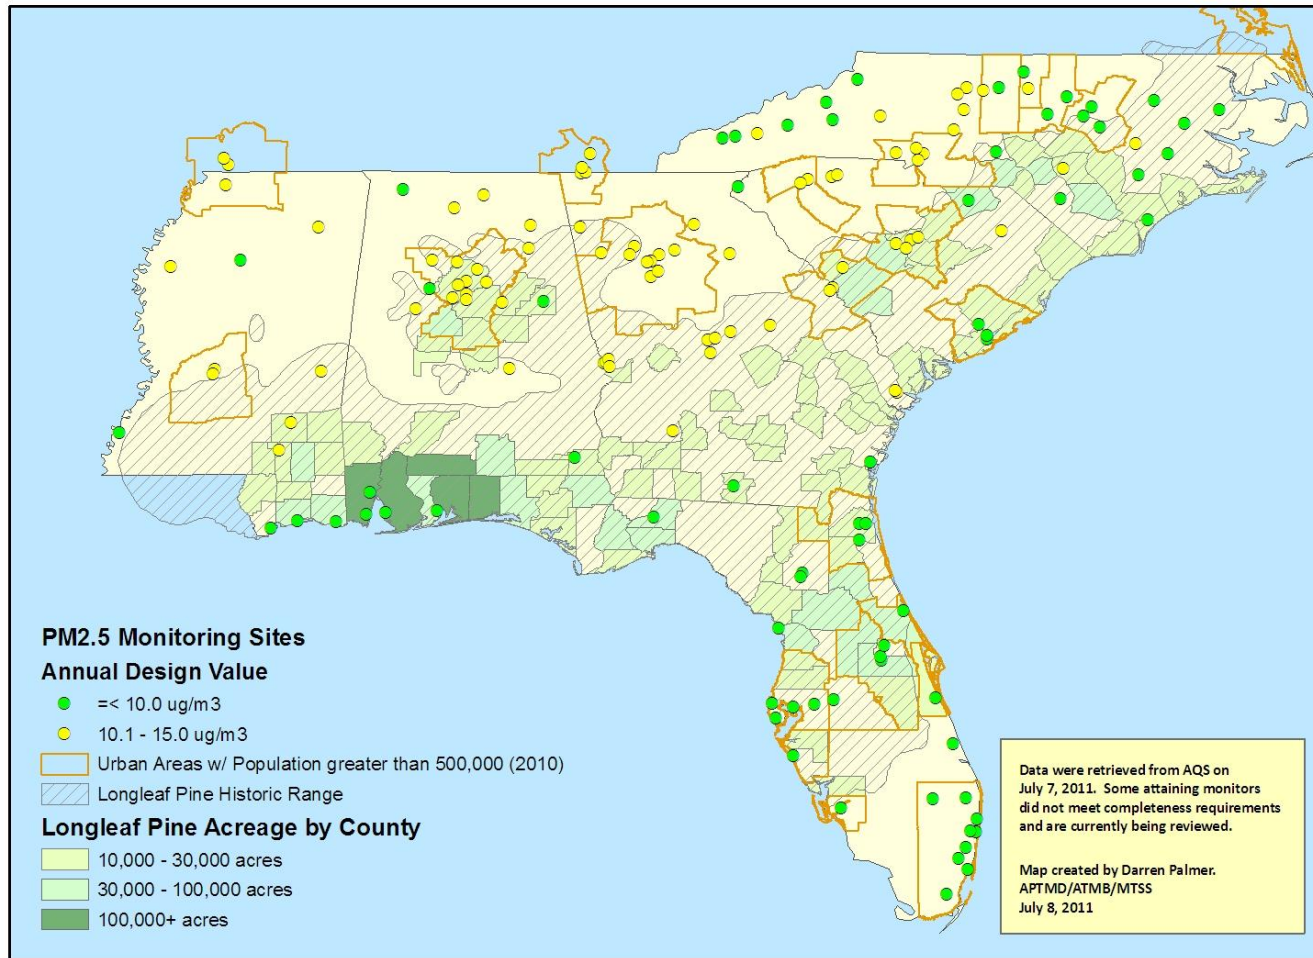 PM2.5 Monitoring Sites
Annual Design Value
=< 10.0 ug/m3
10.1 - 15.0 ug/m3
Urban Areas w/ Population greater than 500,000 (2010)
Longleaf Pine Historic Range
Longleaf Pine Acreage by County
10,000 - 30,000 acres
30,000 - 100,000 acres
100,000+ acres
Data were retrieved from AQS on
July 7, 2011. Some attaining monitors
did not meet completeness requirements
and are currently being reviewed.
Map created by Darren Palmer.
APTMD/ATMB/MTSS
July 8, 2011